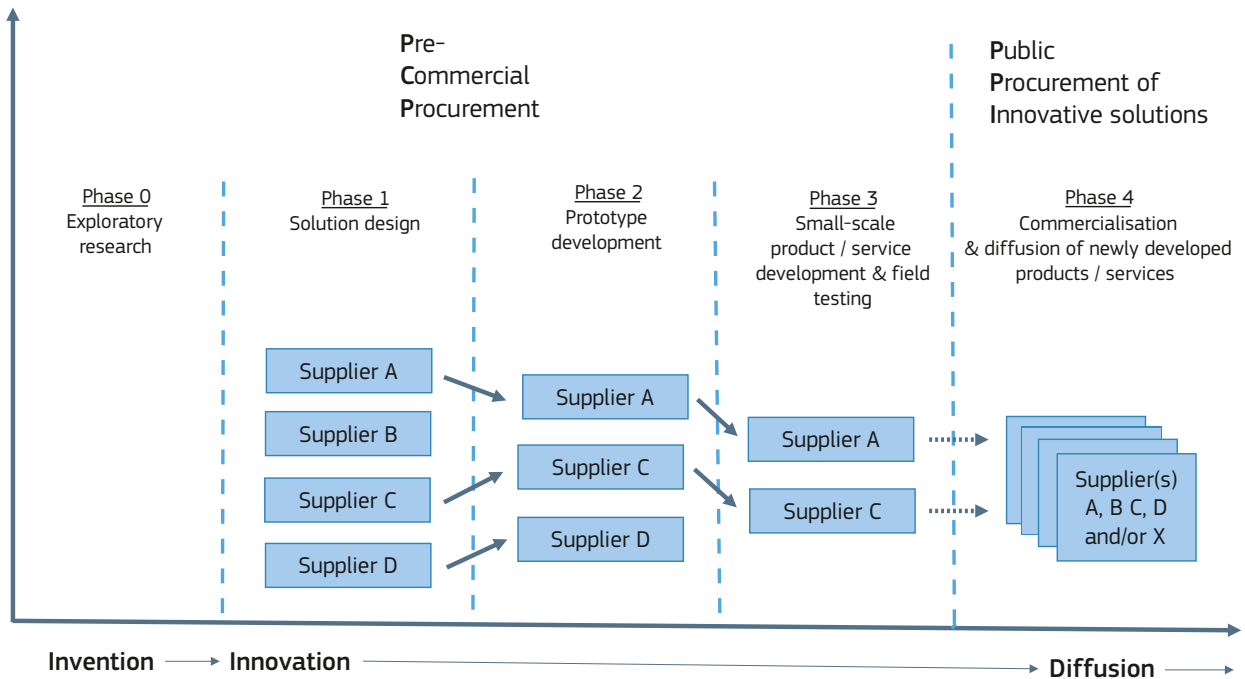 Pre-
Commercial
Procurement
Public
Procurement of
Innovative solutions
Phase 0
Exploratory
research
Phase 1
Solution design
Phase 2
Prototype
development
Phase 3
Small-scale
product / service
development & field
testing
Phase 4
Commercialisation
& diffusion of newly developed
products / services
Supplier A
Supplier B
Supplier C
Supplier D
Supplier A
Supplier C
Supplier D
Supplier A
Supplier C
Supplier(s)
A, B C, D
and/or X
Invention
Innovation
Diffusion